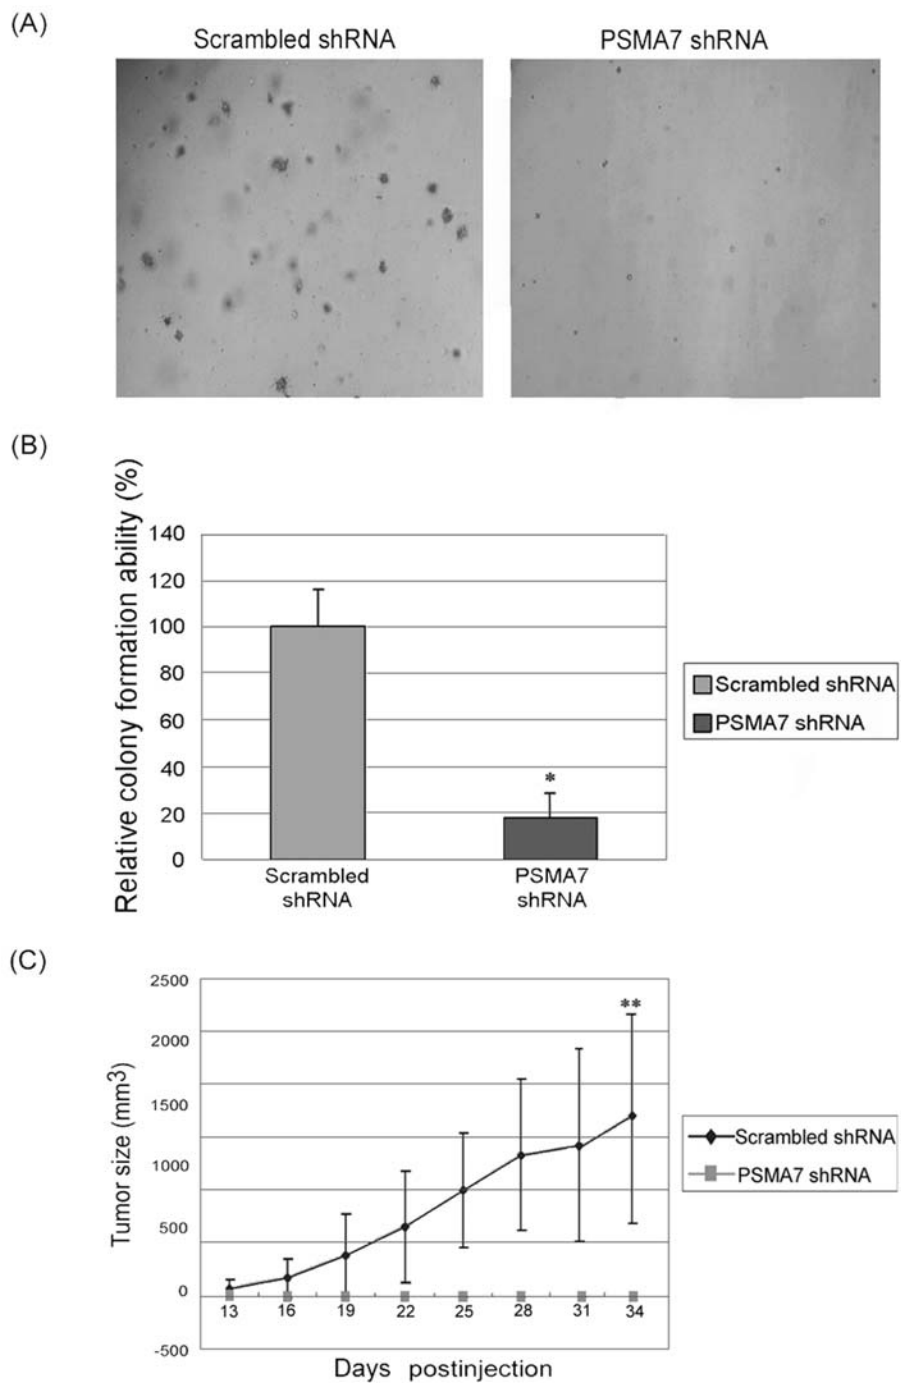 (A)
Scrambled shRNA
PSMA7 shRNA
(B)
Relative colony formation ability (%)
140
120
100
80
60
40
20
0
*
Scrambled
shRNA
PSMA7
shRNA
Scrambled shRNA
PSMA7 shRNA
(C)
Tumor size (mm3)
2500
2000
1500
1000
500
0
-500
**
13 16 19 22 25 28 31 34
Days postinjection
Scrambled shRNA
PSMA7 shRNA